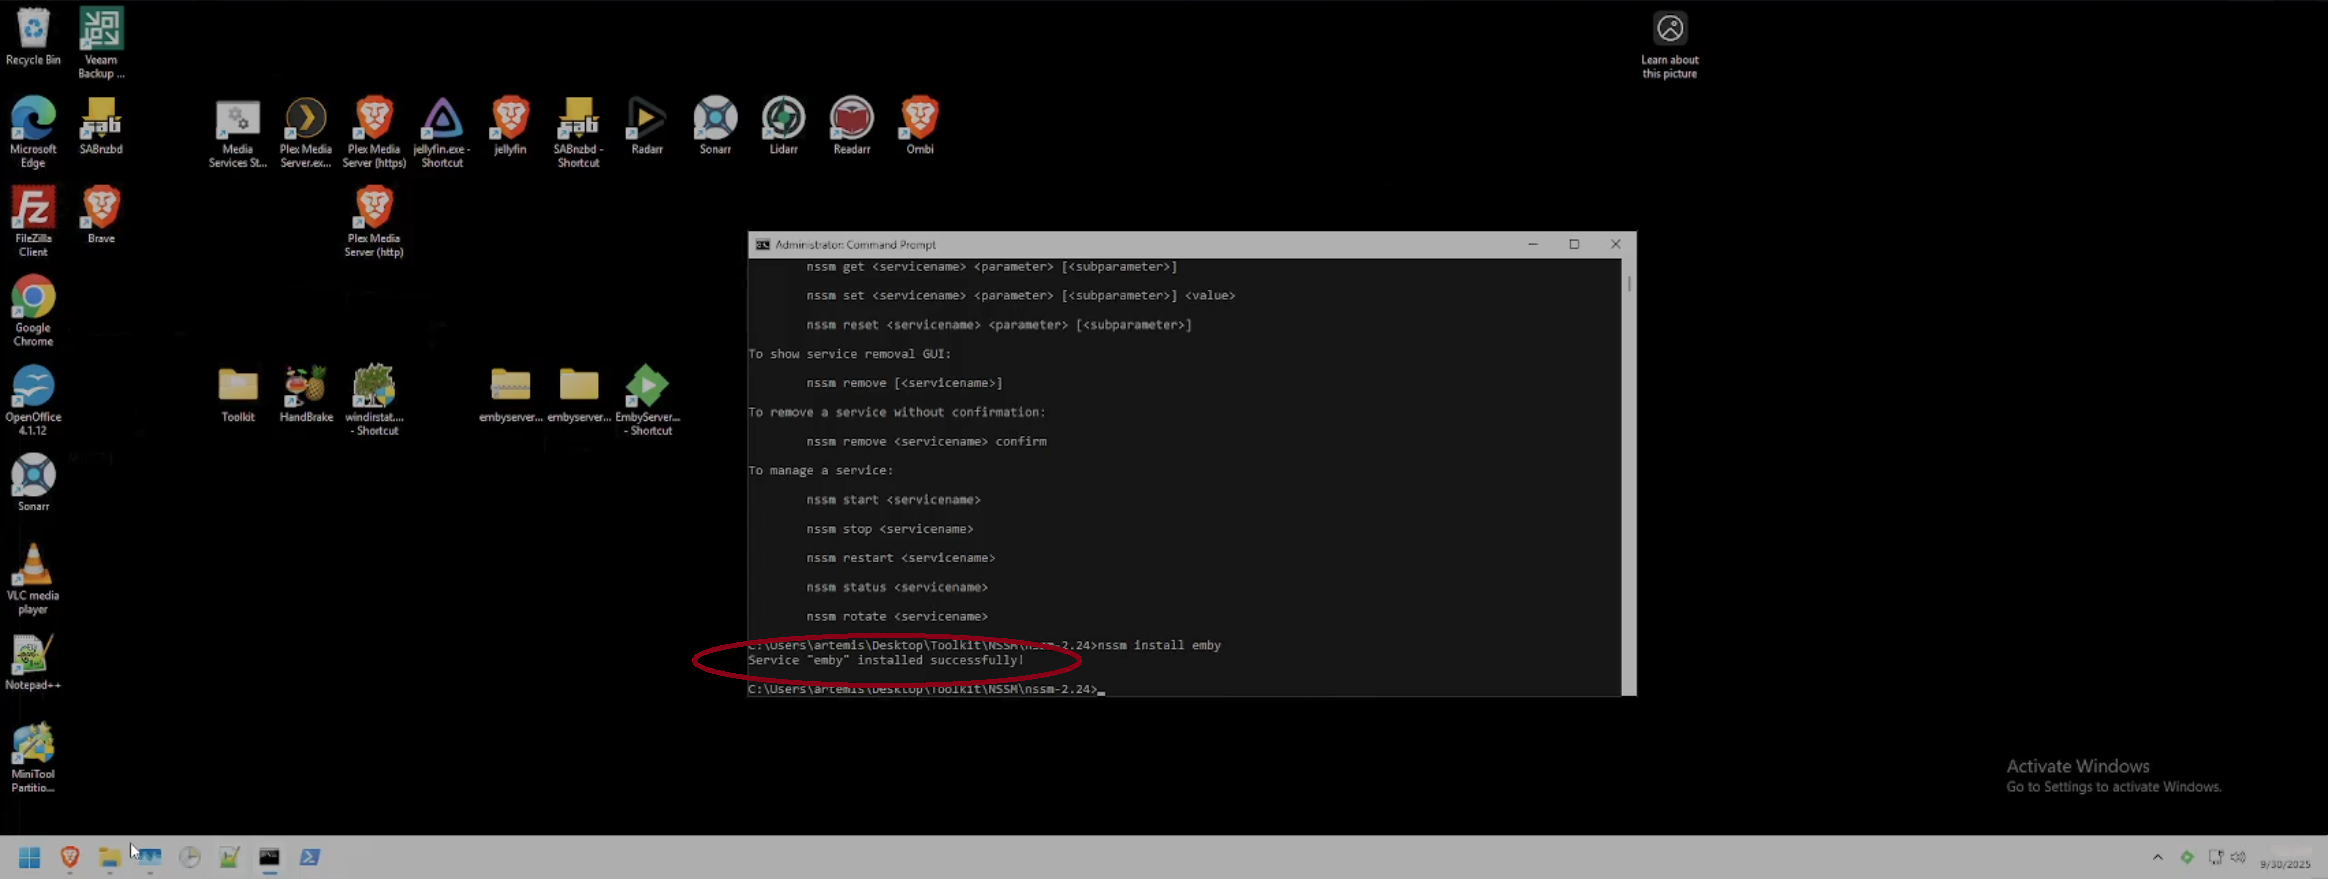 Recycle Bin
Veeam
Backup ...
Learn about
this picture
Microsoft
Edge
SABnzbd
Media
Services St...
Plex Media
Server.ex...
Plex Media
Server (https)
jellyfin.exe -
Shortcut
jellyfin
SABnzbd -
Shortcut
Radarr
Sonarr
Lidarr
Readarr
Ombi
FileZilla
Client
Brave
Plex Media
Server (http)
Google
Chrome
OpenOffice
4.1.12
Toolkit
HandBrake
windirstat....
- Shortcut
embyserver...
embyserver...
EmbyServer....
- Shortcut
Sonarr
VLC media
player
Notepad++
MiniTool
Partitio...
Administrator: Command Prompt
nssm get <servicename> <parameter> [<subparameter>]
nssm set <servicename> <parameter> [<subparameter>] <value>
nssm reset <servicename> <parameter> [<subparameter>]
To show service removal GUI:
nssm remove [<servicename>]
To remove a service without confirmation:
nssm remove <servicename> confirm
To manage a service:
nssm start <servicename>
nssm stop <servicename>
nssm restart <servicename>
nssm status <servicename>
nssm rotate <servicename>
C:\Users\artemis\Desktop\Toolkit\NSSM\nssm-2.24>nssm install emby
Service "emby" installed successfully!
C:\Users\artemis\Desktop\Toolkit\NSSM\nssm-2.24>
Activate Windows
Go to Settings to activate Windows.
9/30/2025